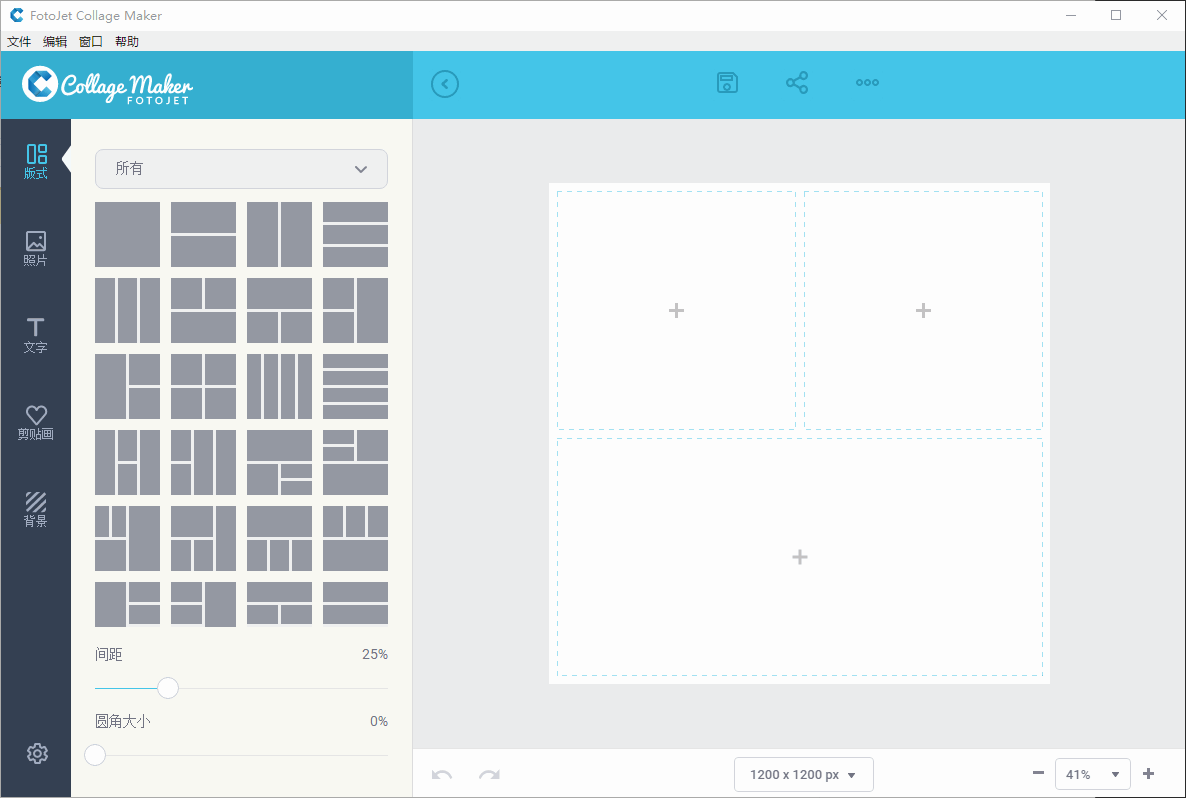 FotoJet Collage Maker
文件 编辑 窗口 帮助
Collage Maker
FOTOJET
版式
照片
文字
剪贴画
背景
所有
间距 25%
圆角大小 0%
1200 x 1200 px
41%